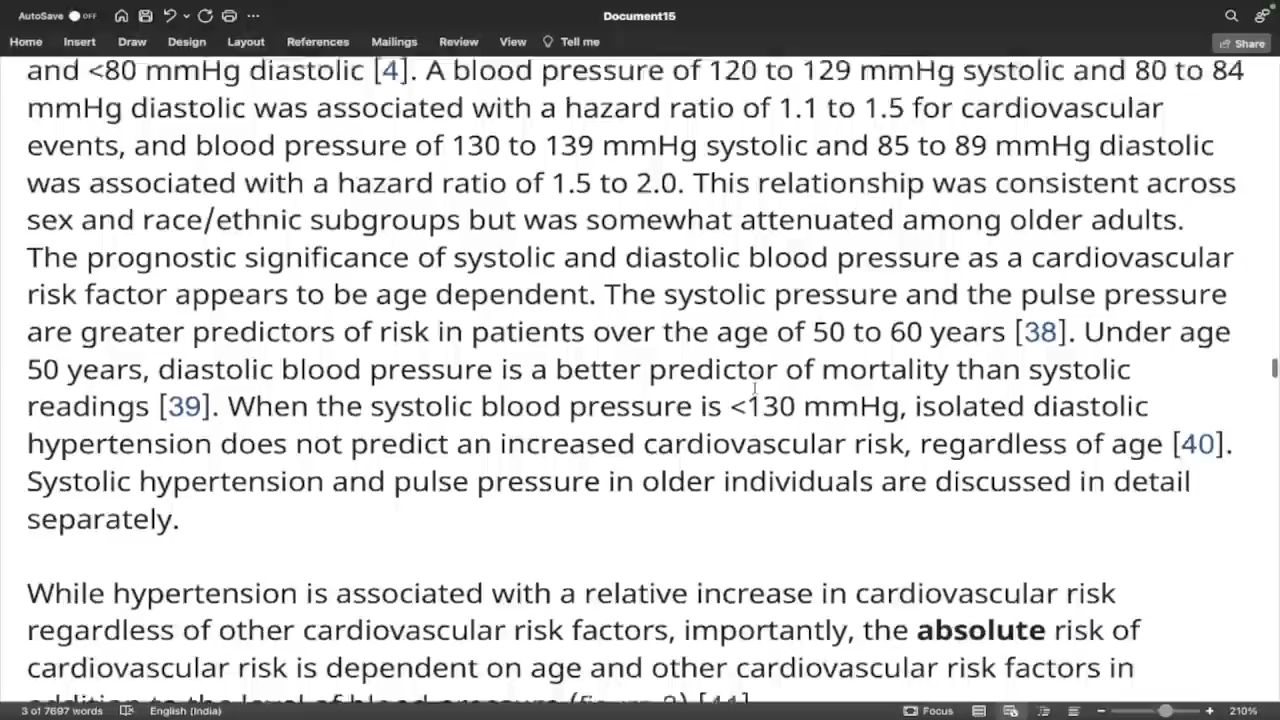 AutoSave OFF
Document15
Home Insert Draw Design Layout References Mailings Review View Tell me
Share
and <80 mmHg diastolic [4]. A blood pressure of 120 to 129 mmHg systolic and 80 to 84
mmHg diastolic was associated with a hazard ratio of 1.1 to 1.5 for cardiovascular
events, and blood pressure of 130 to 139 mmHg systolic and 85 to 89 mmHg diastolic
was associated with a hazard ratio of 1.5 to 2.0. This relationship was consistent across
sex and race/ethnic subgroups but was somewhat attenuated among older adults.
The prognostic significance of systolic and diastolic blood pressure as a cardiovascular
risk factor appears to be age dependent. The systolic pressure and the pulse pressure
are greater predictors of risk in patients over the age of 50 to 60 years [38]. Under age
50 years, diastolic blood pressure is a better predictor of mortality than systolic
readings [39]. When the systolic blood pressure is <130 mmHg, isolated diastolic
hypertension does not predict an increased cardiovascular risk, regardless of age [40].
Systolic hypertension and pulse pressure in older individuals are discussed in detail
separately.
While hypertension is associated with a relative increase in cardiovascular risk
regardless of other cardiovascular risk factors, importantly, the absolute risk of
cardiovascular risk is dependent on age and other cardiovascular risk factors in
addition to the level of blood pressure
3 of 7697 words English (India) Focus 210%